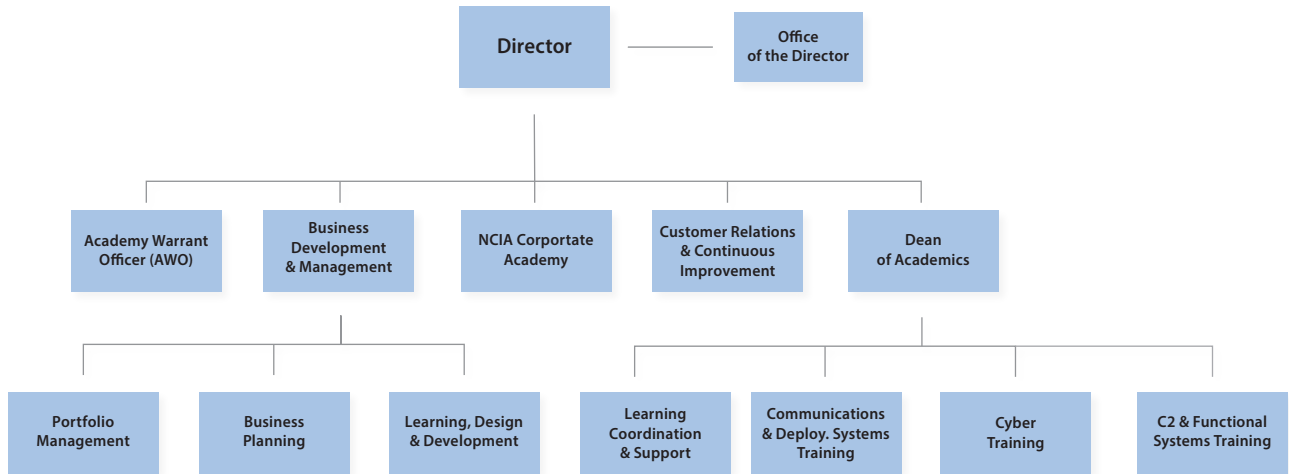 Director
Office
of the Director
Academy Warrant
Officer (AWO)
Business
Development
& Management
NCIA Corportate
Academy
Customer Relations
& Continuous
Improvement
Dean
of Academics
Portfolio
Management
Business
Planning
Learning, Design
& Development
Learning
Coordination
& Support
Communications
& Deploy. Systems
Training
Cyber
Training
C2 & Functional
Systems Training